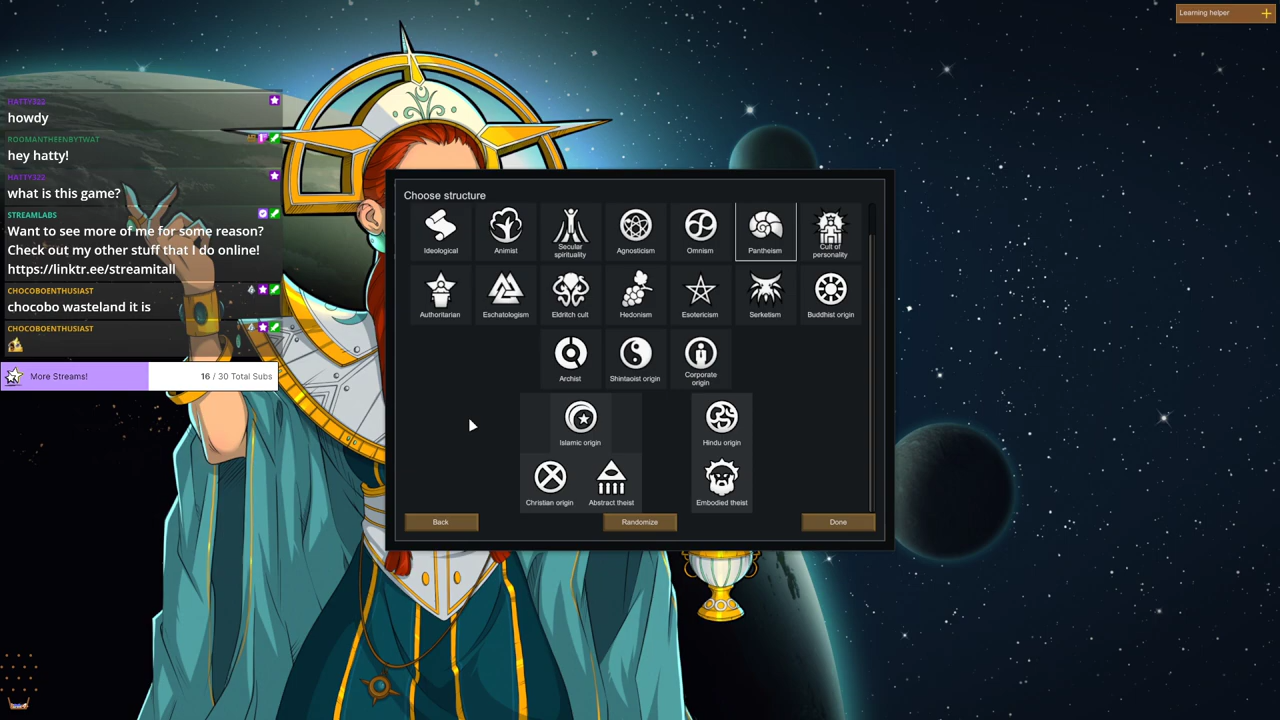 Learning helper
HATTY322
howdy
ROOMANTHEENBYTWAT
hey hatty!
HATTY322
what is this game?
STREAMLABS
Want to see more of me for some reason?
Check out my other stuff that I do online!
https://linktr.ee/streamitall
CHOCOBOENTHUSIAST
chocobo wasteland it is
CHOCOBOENTHUSIAST
More Streams!
16 / 30 Total Subs
Choose structure
Ideological
Animist
Secular
spirituality
Agnosticism
Omnism
Pantheism
Cult of
personality
Authoritarian
Eschatologism
Eldritch cult
Hedonism
Esotericism
Serketism
Buddhist origin
Archist
Shintaoist origin
Corporate
origin
Islamic origin
Hindu origin
Christian origin
Abstract theist
Embodied theist
Back
Randomize
Done